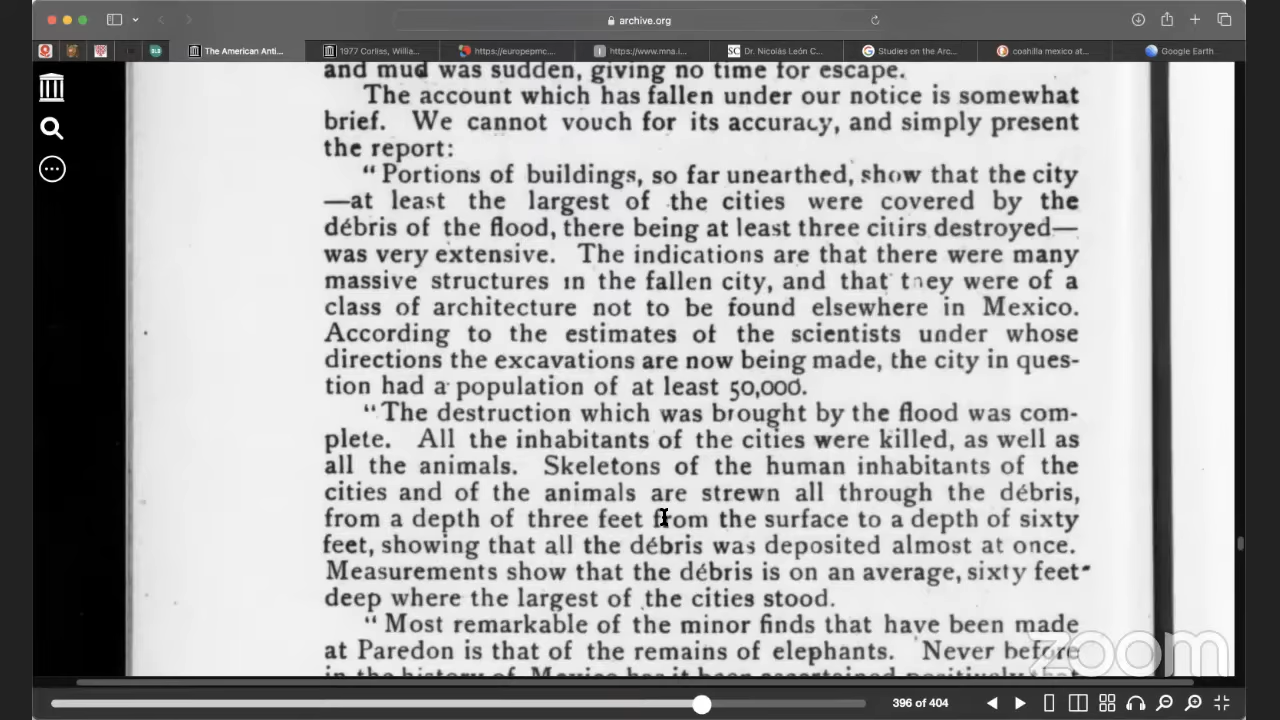 archive.org
The American Anti...
1977 Corliss, Willia...
https://europepmc....
https://www.mna.i...
Dr. Nicolás León C...
Studies on the Arc...
coahilla mexico at...
Google Earth
and mud was sudden, giving no time for escape.
The account which has fallen under our notice is somewhat
brief. We cannot vouch for its accuracy, and simply present
the report:
"Portions of buildings, so far unearthed, show that the city
—at least the largest of the cities were covered by the
débris of the flood, there being at least three citirs destroyed—
was very extensive. The indications are that there were many
massive structures in the fallen city, and that they were of a
class of architecture not to be found elsewhere in Mexico.
According to the estimates of the scientists under whose
directions the excavations are now being made, the city in ques-
tion had a population of at least 50,000.
"The destruction which was brought by the flood was com-
plete. All the inhabitants of the cities were killed, as well as
all the animals. Skeletons of the human inhabitants of the
cities and of the animals are strewn all through the débris,
from a depth of three feet from the surface to a depth of sixty
feet, showing that all the débris was deposited almost at once.
Measurements show that the débris is on an average, sixty feet
deep where the largest of the cities stood.
"Most remarkable of the minor finds that have been made
at Paredon is that of the remains of elephants. Never before
in the history of Mexico has it been ascertained positively that
zoom
396 of 404